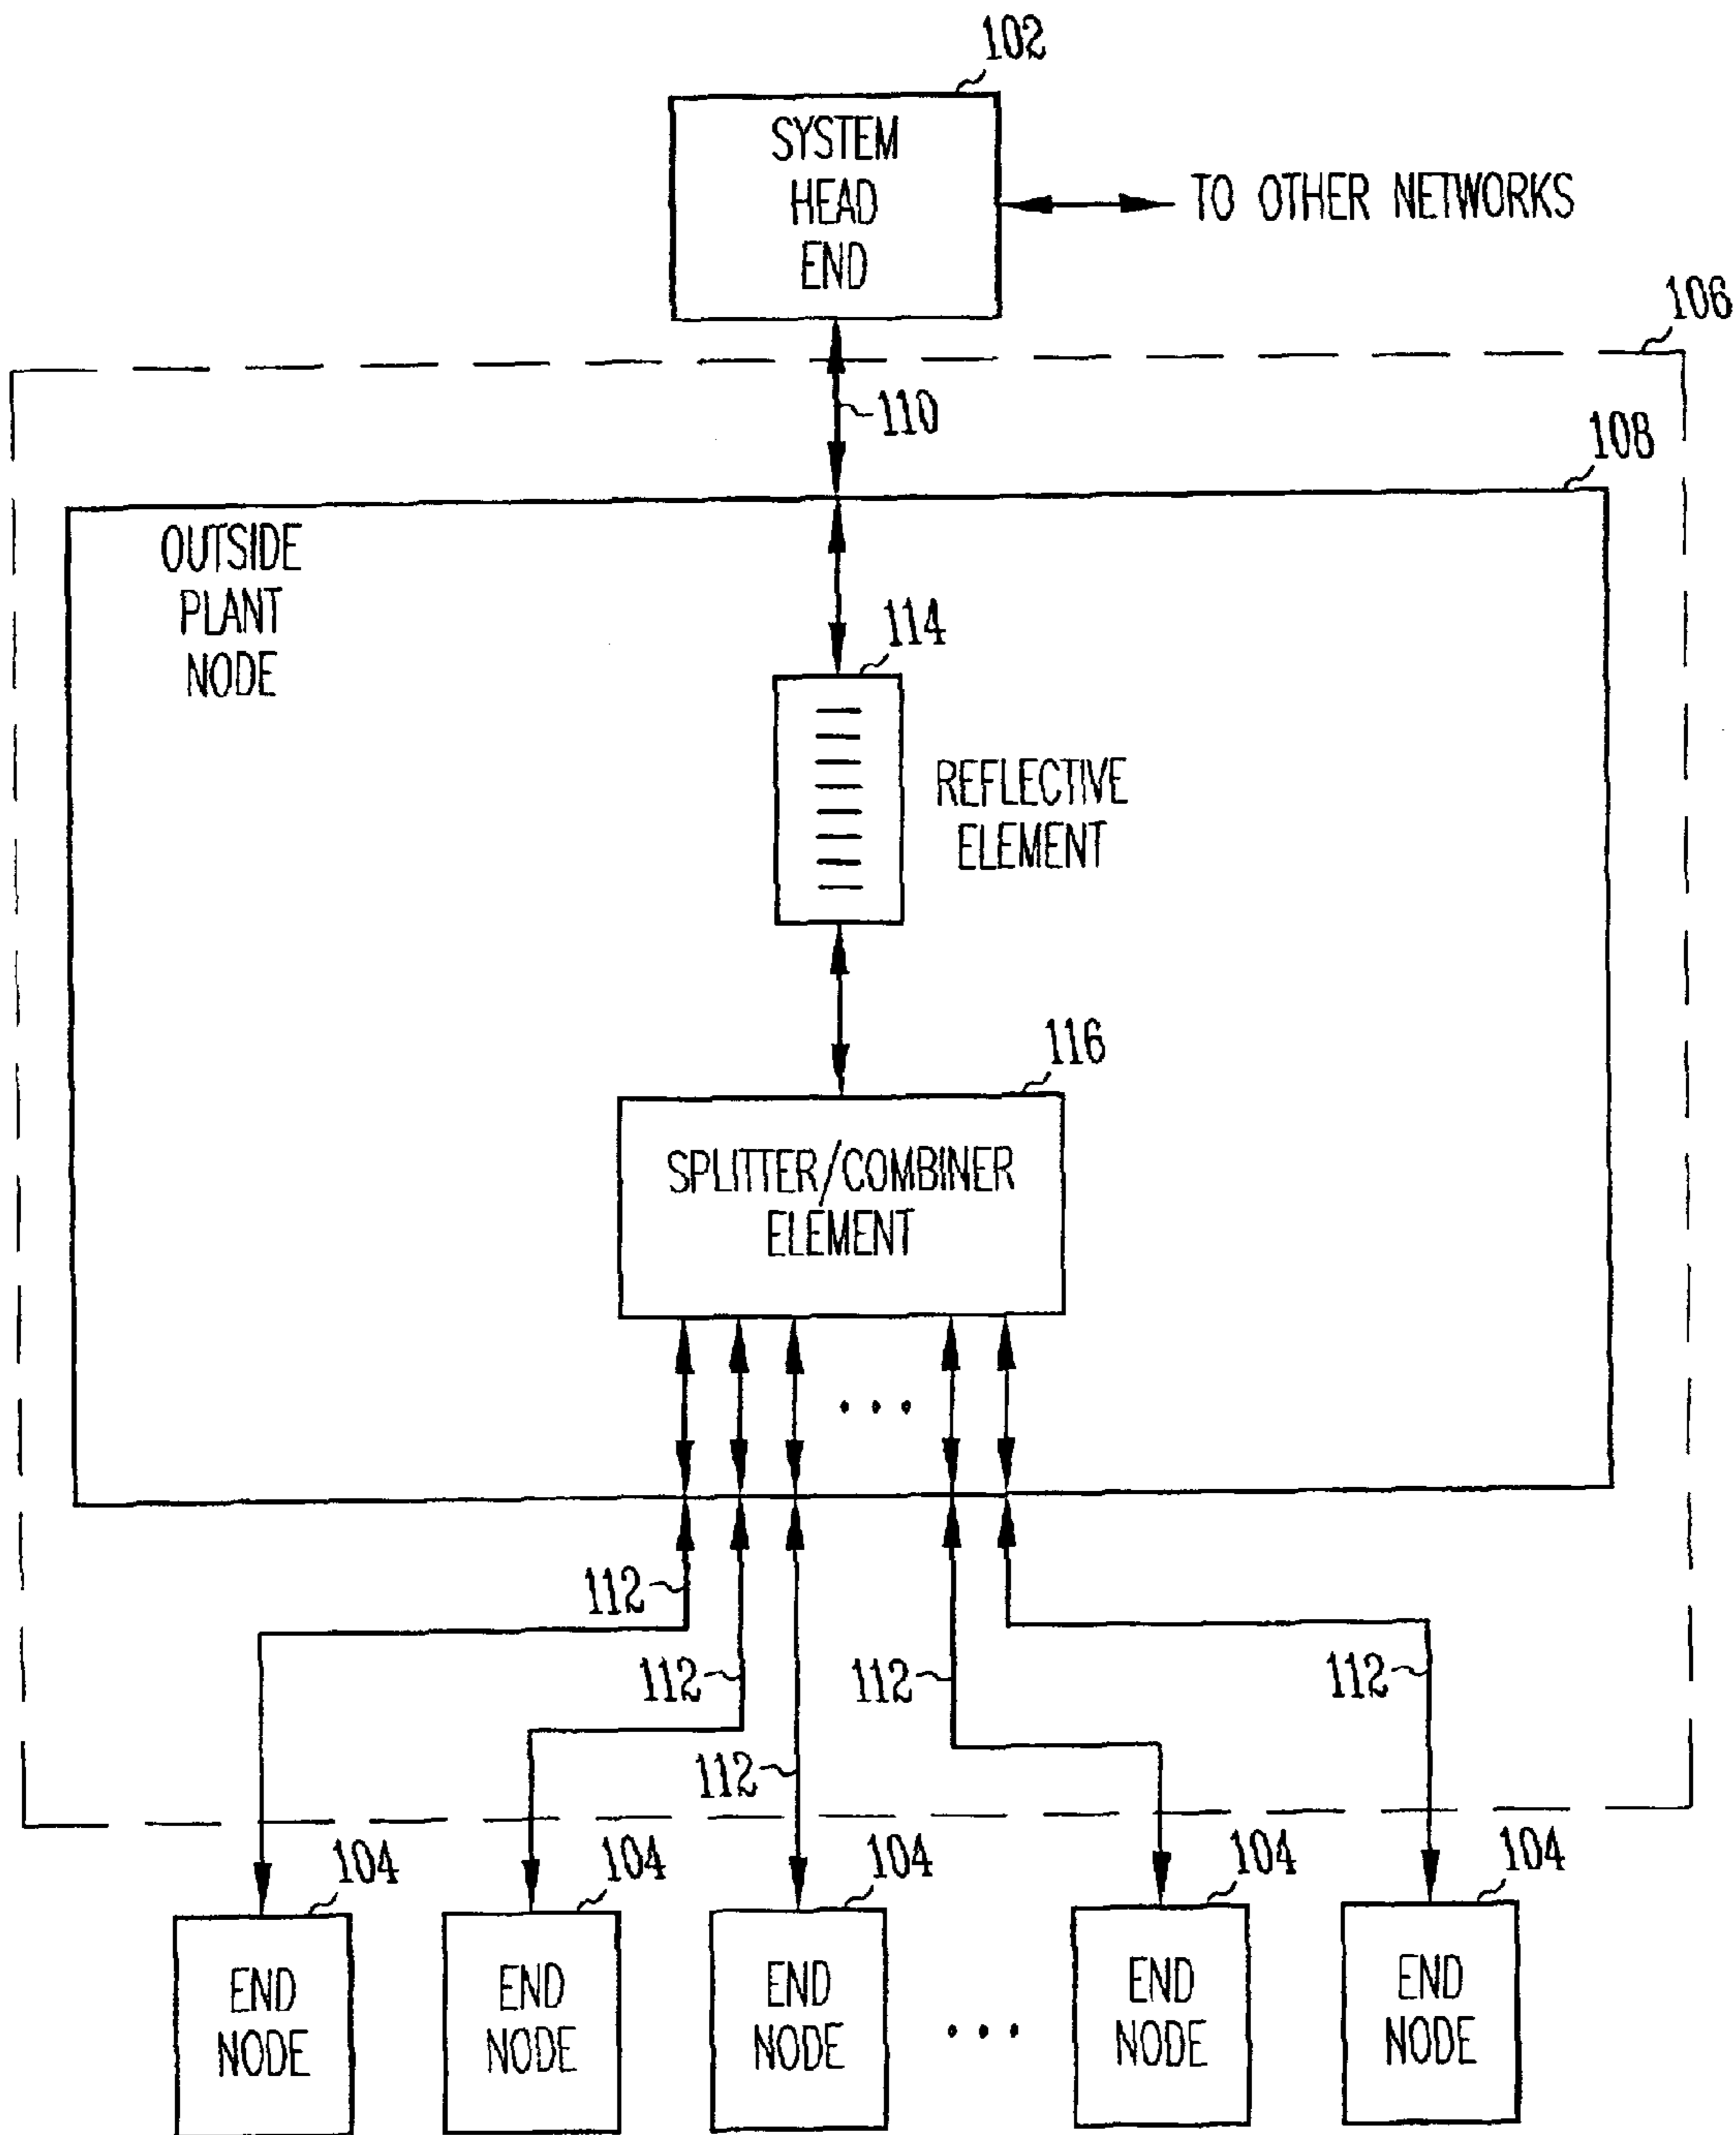 102
SYSTEM
HEAD
END
TO OTHER NETWORKS
106
110
108
OUTSIDE
PLANT
NODE
114
REFLECTIVE
ELEMENT
116
SPLITTER/COMBINER
ELEMENT
...
112
112
112
112
112
104
104
104
104
104
END
NODE
END
NODE
END
NODE
...
END
NODE
END
NODE